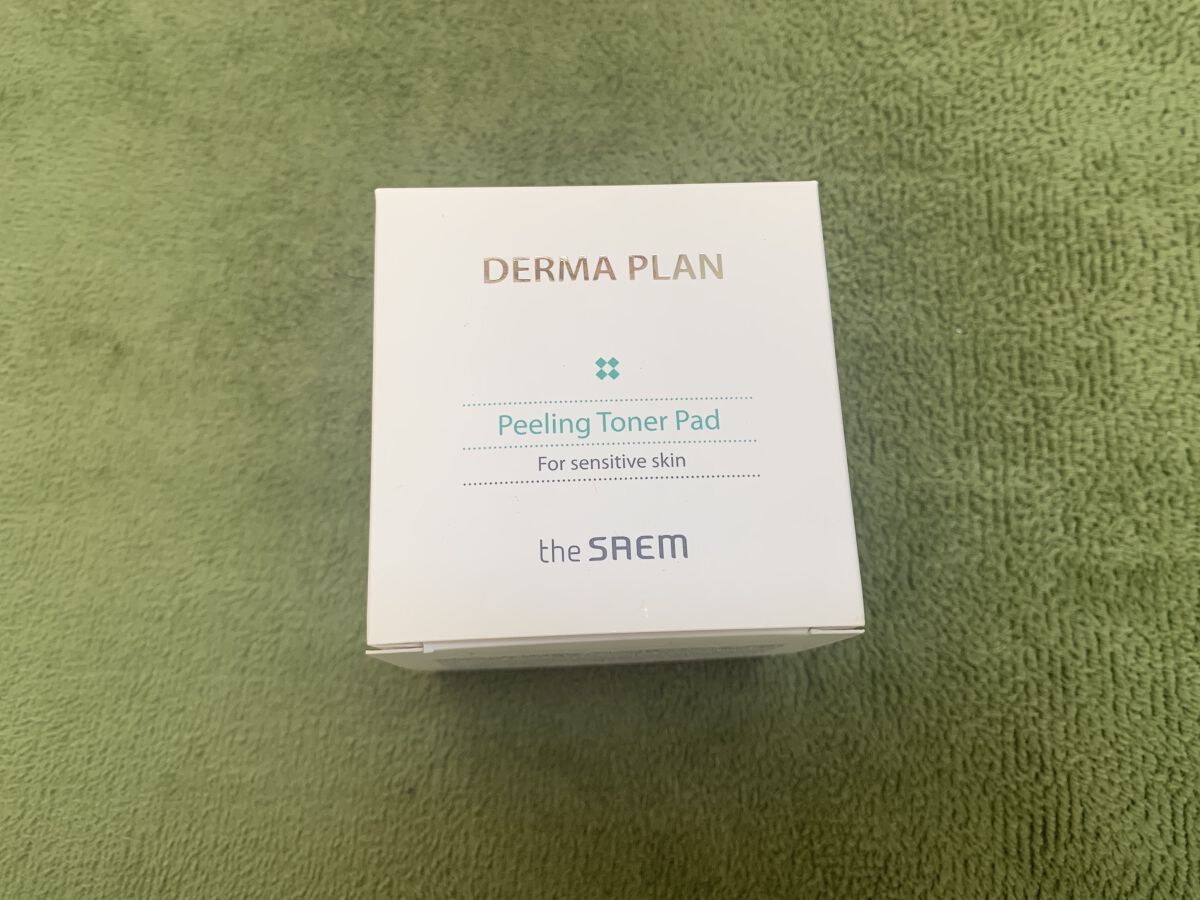 DERMA PLAN
Peeling Toner Pad
For sensitive skin
the SAEM